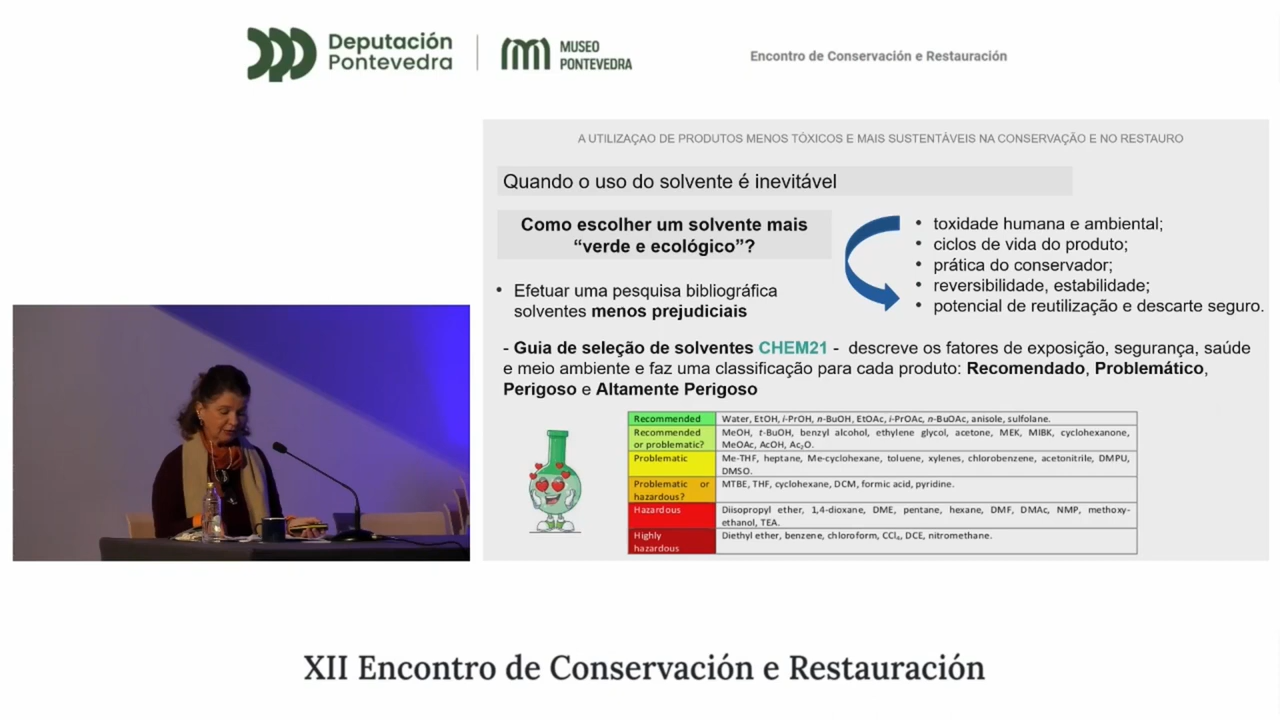 Deputación
Pontevedra
MUSEO
PONTEVEDRA
Encontro de Conservación e Restauración
A UTILIZAÇAO DE PRODUTOS MENOS TÓXICOS E MAIS SUSTENTÁVEIS NA CONSERVAÇÃO E NO RESTAURO
Quando o uso do solvente é inevitável
Como escolher um solvente mais
“verde e ecológico”?
• Efetuar uma pesquisa bibliográfica
solventes menos prejudiciais
• toxidade humana e ambiental;
• ciclos de vida do produto;
• prática do conservador;
• reversibilidade, estabilidade;
• potencial de reutilização e descarte seguro.
- Guia de seleção de solventes CHEM21 - descreve os fatores de exposição, segurança, saúde
e meio ambiente e faz uma classificação para cada produto: Recomendado, Problemático,
Perigoso e Altamente Perigoso
Recommended Water, EtOH, i-PrOH, n-BuOH, EtOAc, i-PrOAc, n-BuOAc, anisole, sulfolane.
Recommended MeOH, t-BuOH, benzyl alcohol, ethylene glycol, acetone, MEK, MIBK, cyclohexanone,
or problematic? MeOAc, AcOH, Ac₂O.
Problematic Me-THF, heptane, Me-cyclohexane, toluene, xylenes, chlorobenzene, acetonitrile, DMPU,
DMSO.
Problematic or MTBE, THF, cyclohexane, DCM, formic acid, pyridine.
hazardous?
Hazardous Diisopropyl ether, 1,4-dioxane, DME, pentane, hexane, DMF, DMAc, NMP, methoxy-
ethanol, TEA.
Highly Diethyl ether, benzene, chloroform, CCl₄, DCE, nitromethane.
hazardous
XII Encontro de Conservación e Restauración